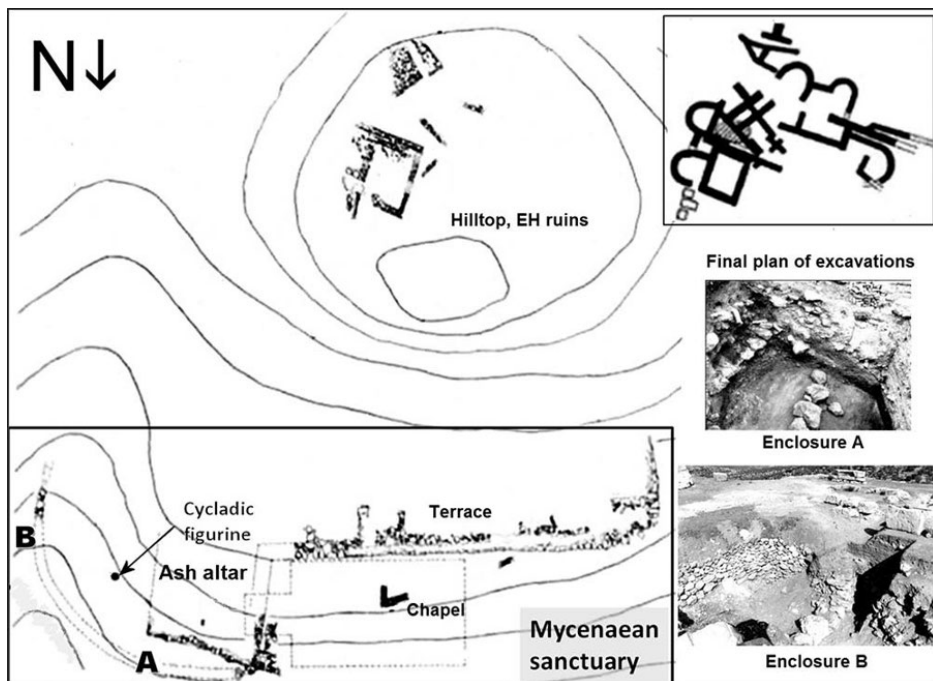 N↓
Hilltop, EH ruins
Final plan of excavations
Enclosure A
Cycladic
figurine
Terrace
B
Ash altar
Chapel
A
Mycenaean
sanctuary
Enclosure B